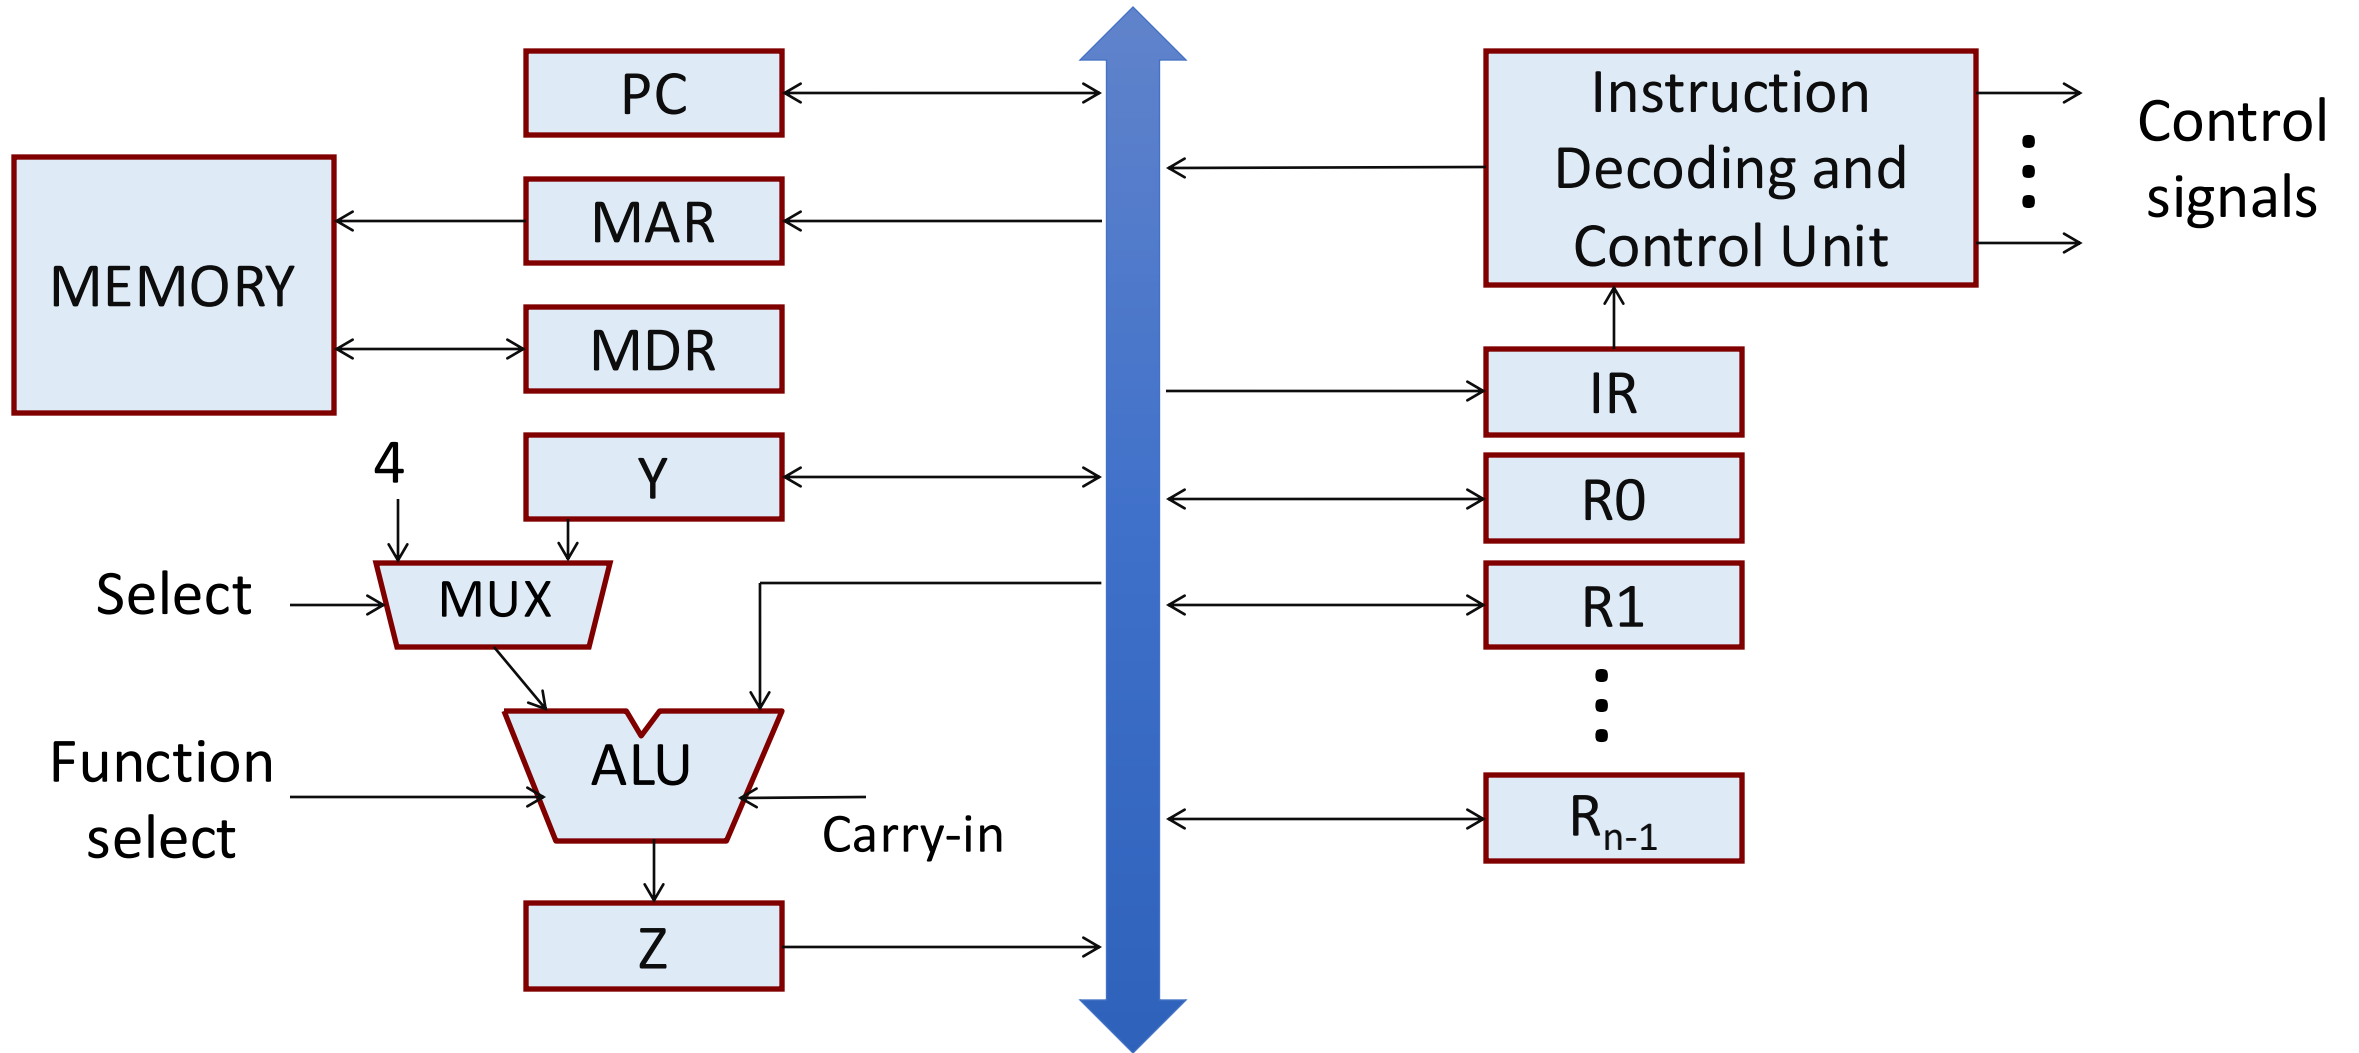 PC
MAR
MEMORY
MDR
4
Y
Select
MUX
Function
select
ALU
Carry-in
Z
Instruction
Decoding and
Control Unit
Control
signals
IR
R0
R1
Rn-1